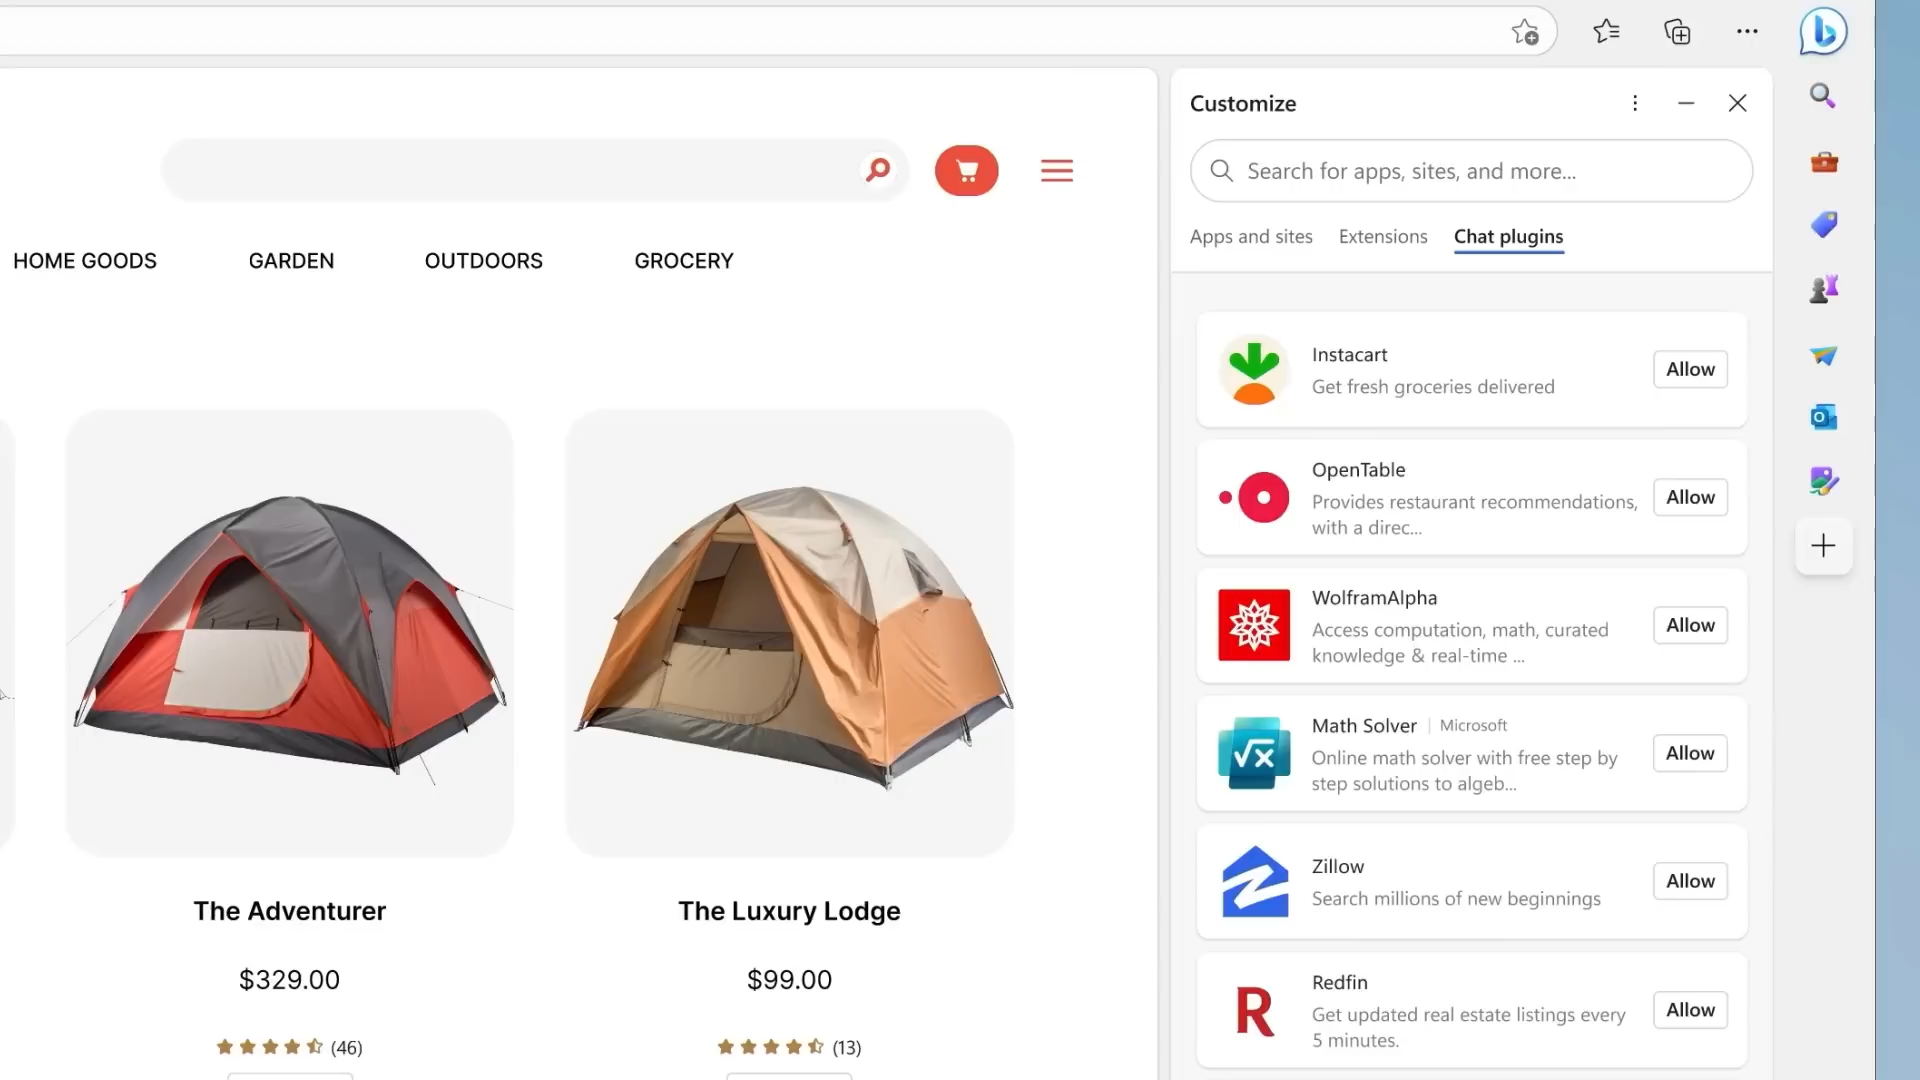 HOME GOODS
GARDEN
OUTDOORS
GROCERY
The Adventurer
$329.00
(46)
The Luxury Lodge
$99.00
(13)
Customize
Search for apps, sites, and more...
Apps and sites
Extensions
Chat plugins
Instacart
Get fresh groceries delivered
Allow
OpenTable
Provides restaurant recommendations,
with a direc...
Allow
WolframAlpha
Access computation, math, curated
knowledge & real-time ...
Allow
√x
Math Solver | Microsoft
Online math solver with free step by
step solutions to algeb...
Allow
Zillow
Search millions of new beginnings
Allow
R
Redfin
Get updated real estate listings every
5 minutes.
Allow